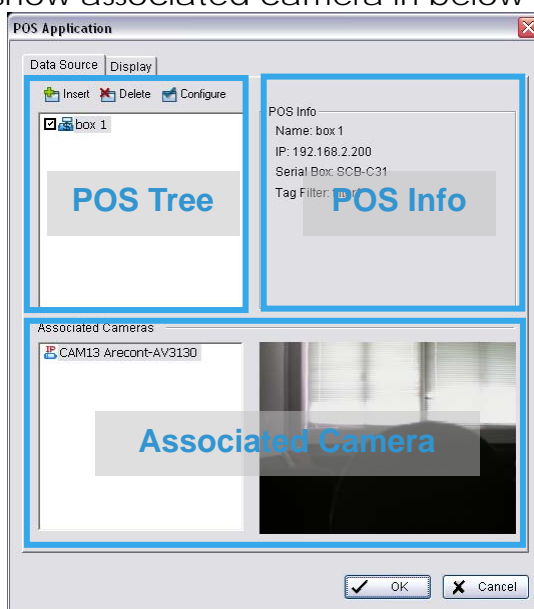 show associated camera in below
POS Application
Data Source Display
Insert Delete Configure
box 1
POS Tree
POS Info
Name: box 1
IP: 192.168.2.200
Serial Box: SCB-C31
Tag Filter:
POS Info
Associated Cameras
IP CAM13 Arecont-AV3130
Associated Camera
OK Cancel